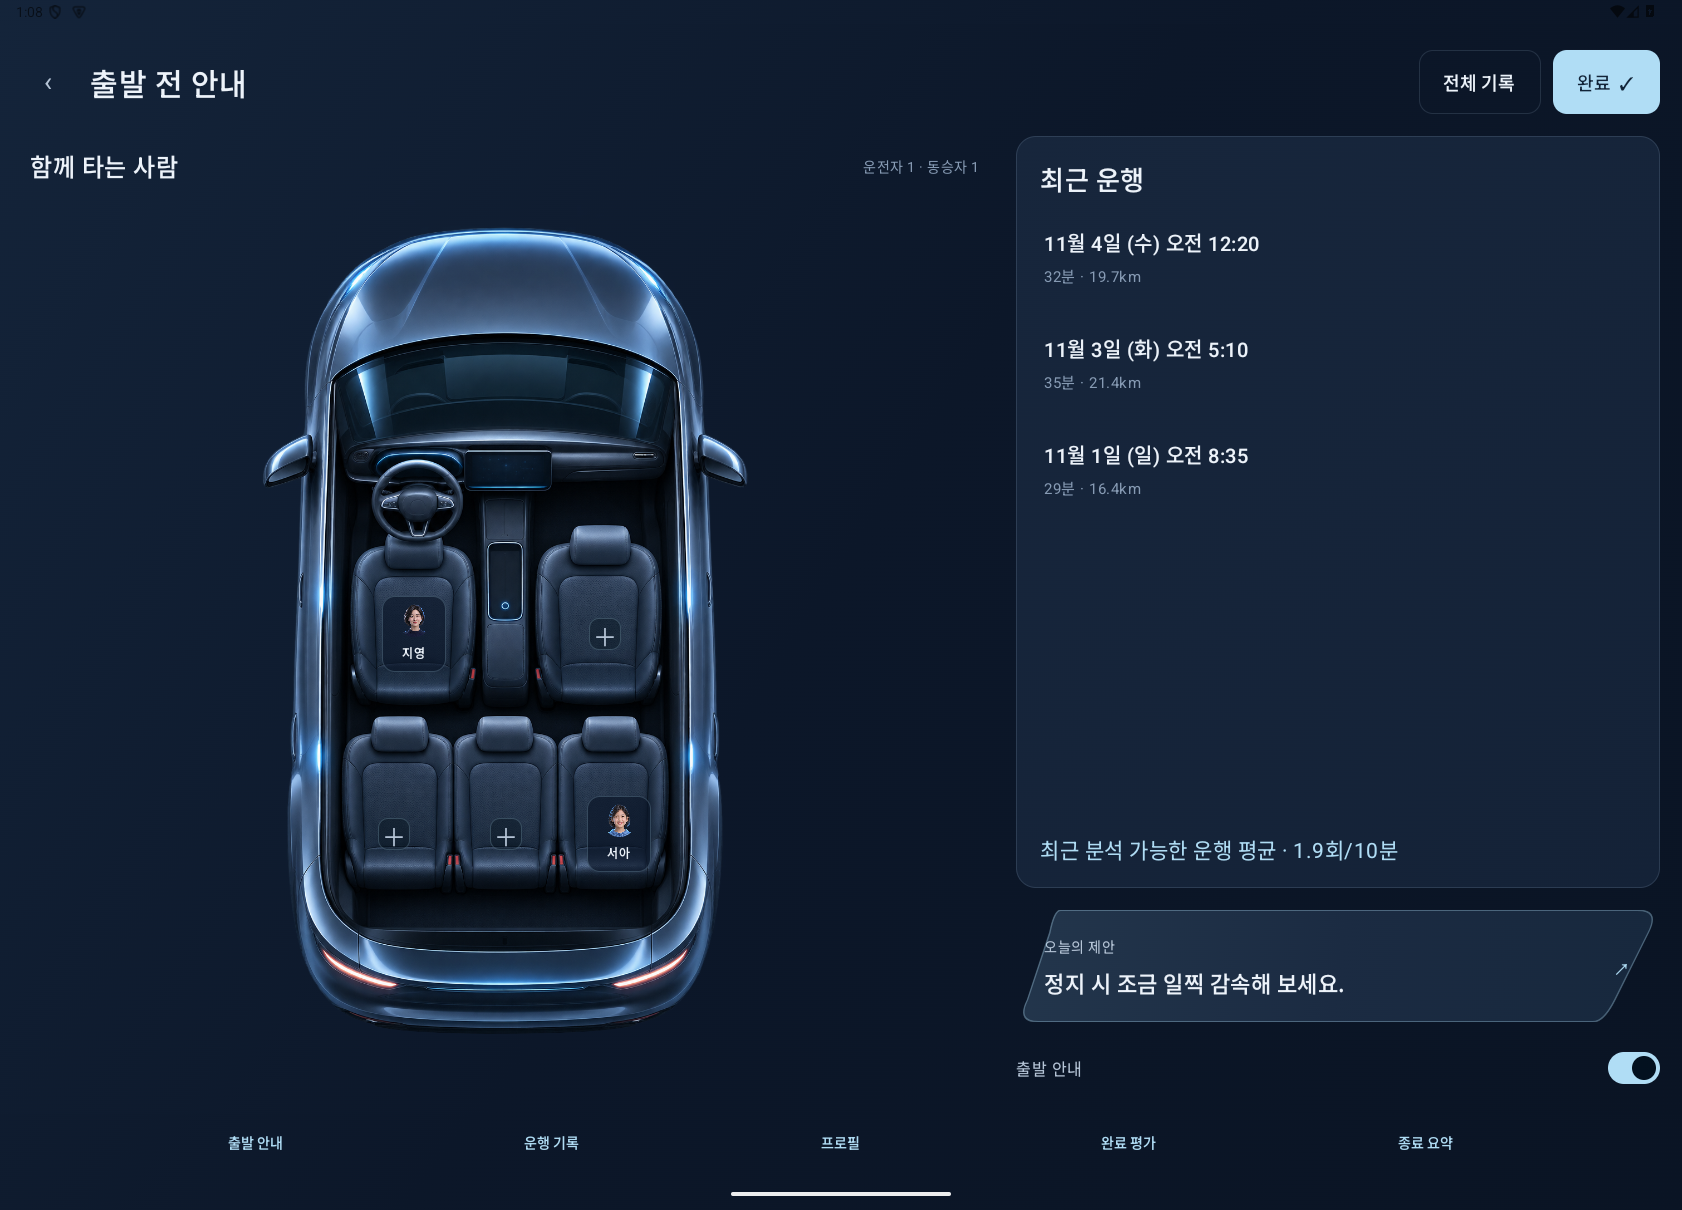 1:08
출발 전 안내
전체 기록
완료 ✓
함께 타는 사람
운전자 1 · 동승자 1
지영
서아
최근 운행
11월 4일 (수) 오전 12:20
32분 · 19.7km
11월 3일 (화) 오전 5:10
35분 · 21.4km
11월 1일 (일) 오전 8:35
29분 · 16.4km
최근 분석 가능한 운행 평균 · 1.9회/10분
오늘의 제안
정지 시 조금 일찍 감속해 보세요.
출발 안내
출발 안내
운행 기록
프로필
완료 평가
종료 요약